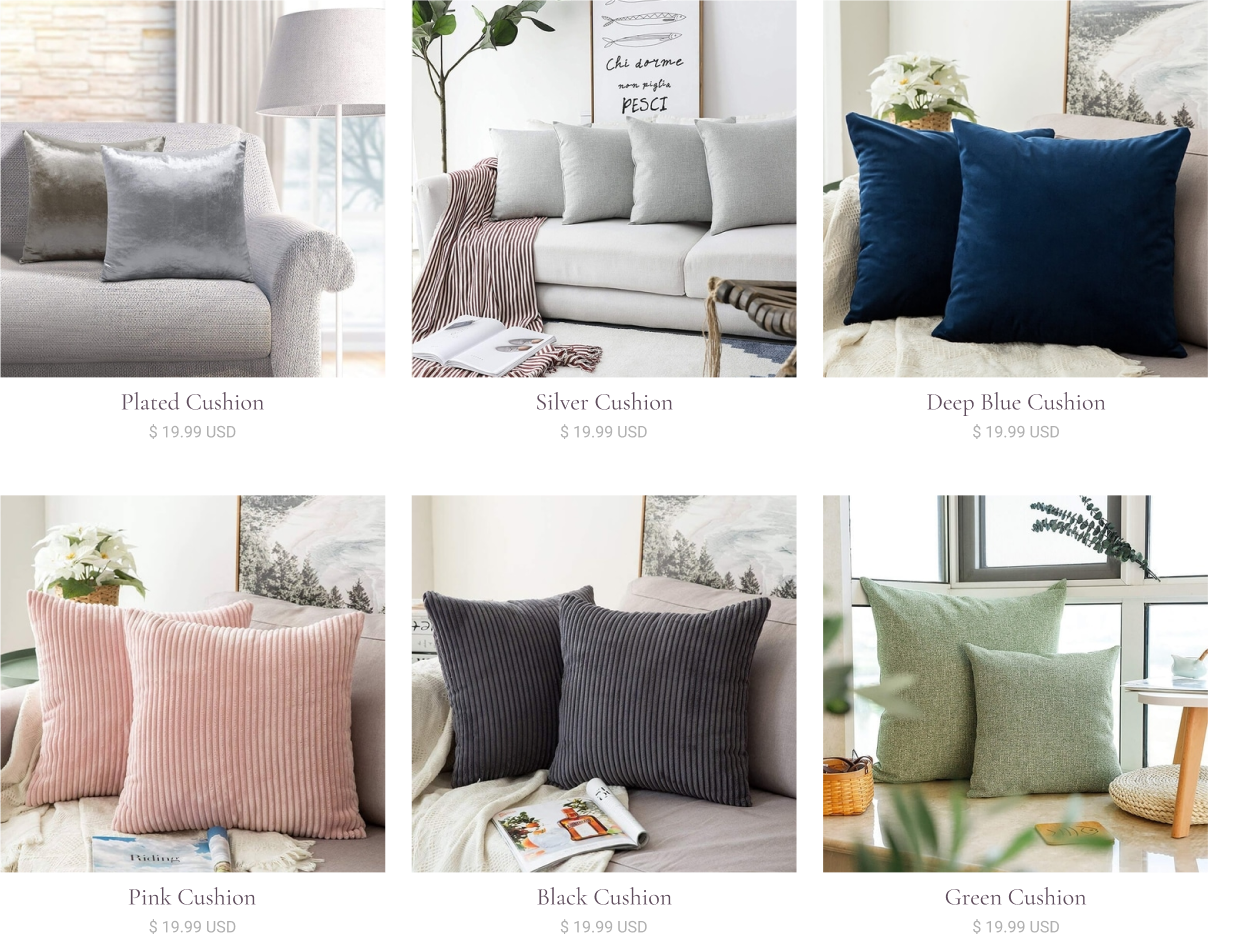 Chi dorme
non piglia
PESCI
Plated Cushion
$ 19.99 USD
Silver Cushion
$ 19.99 USD
Deep Blue Cushion
$ 19.99 USD
Riding
Pink Cushion
$ 19.99 USD
Black Cushion
$ 19.99 USD
Green Cushion
$ 19.99 USD